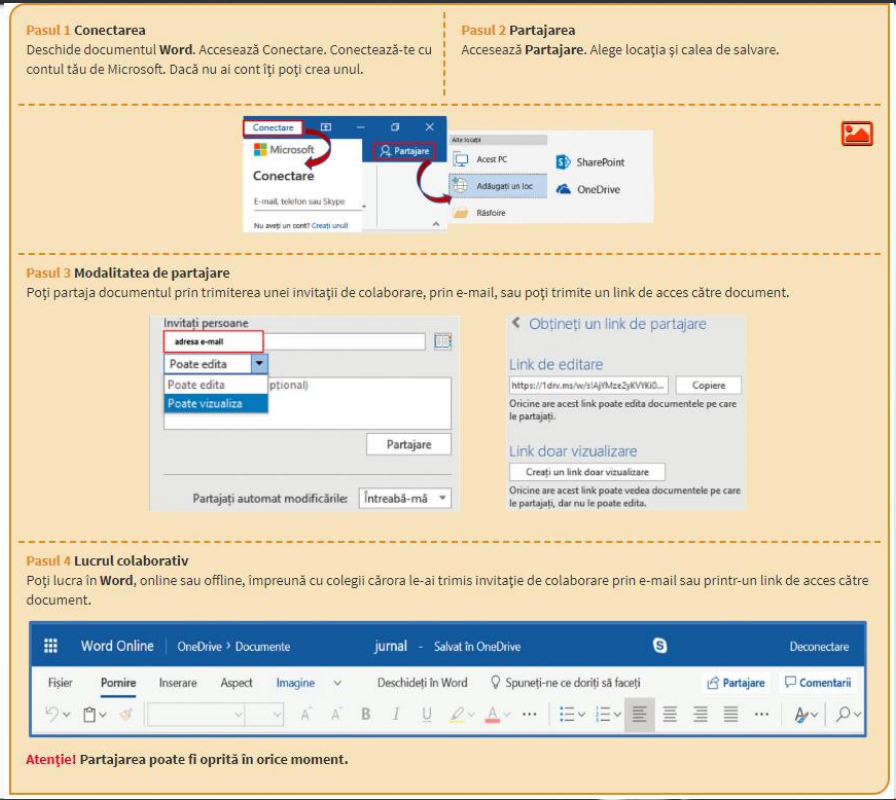 Pasul 1 Conectarea
Deschide documentul Word. Accesează Conectare. Conectează-te cu
contul tău de Microsoft. Dacă nu ai cont îți poți crea unul.
Pasul 2 Partajarea
Accesează Partajare. Alege locația și calea de salvare.
Conectare
Microsoft
Partajare
Conectare
E-mail, telefon sau Skype
Nu aveți un cont? Creați unul!
Alte locații
Acest PC
SharePoint
Adăugați un loc
OneDrive
Răsfoire
Pasul 3 Modalitatea de partajare
Poți partaja documentul prin trimiterea unei invitații de colaborare, prin e-mail, sau poți trimite un link de acces către document.
Invitați persoane
adresa e-mail
Poate edita
Poate edita
pțional)
Poate vizualiza
Partajare
Partajați automat modificările:
Întreabă-mă
Obțineți un link de partajare
Link de editare
Copiere
Oricine are acest link poate edita documentele pe care
le partajați.
Link doar vizualizare
Creați un link doar vizualizare
Oricine are acest link poate vedea documentele pe care
le partajați, dar nu le poate edita.
Pasul 4 Lucrul colaborativ
Poți lucra în Word, online sau offline, împreună cu colegii cărora le-ai trimis invitație de colaborare prin e-mail sau printr-un link de acces către
document.
Word Online OneDrive > Documente jurnal - Salvat în OneDrive Deconectare
Fișier Pornire Inserare Aspect Imagine Deschideți în Word Spuneți-ne ce doriți să faceți Partajare Comentarii
B I U A
Atenție! Partajarea poate fi oprită în orice moment.